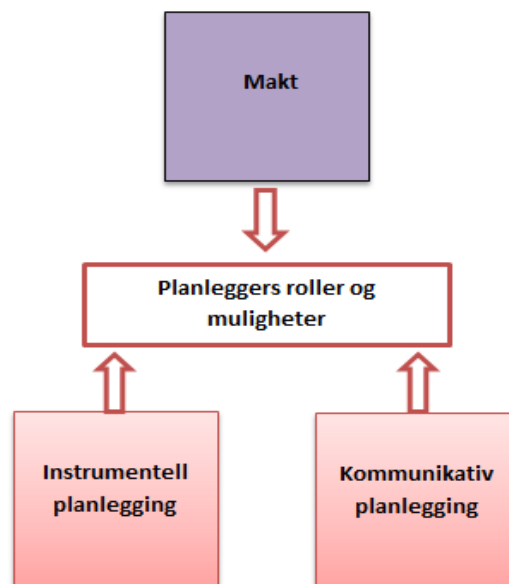 Makt
Planleggers roller og
muligheter
Instrumentell
planlegging
Kommunikativ
planlegging